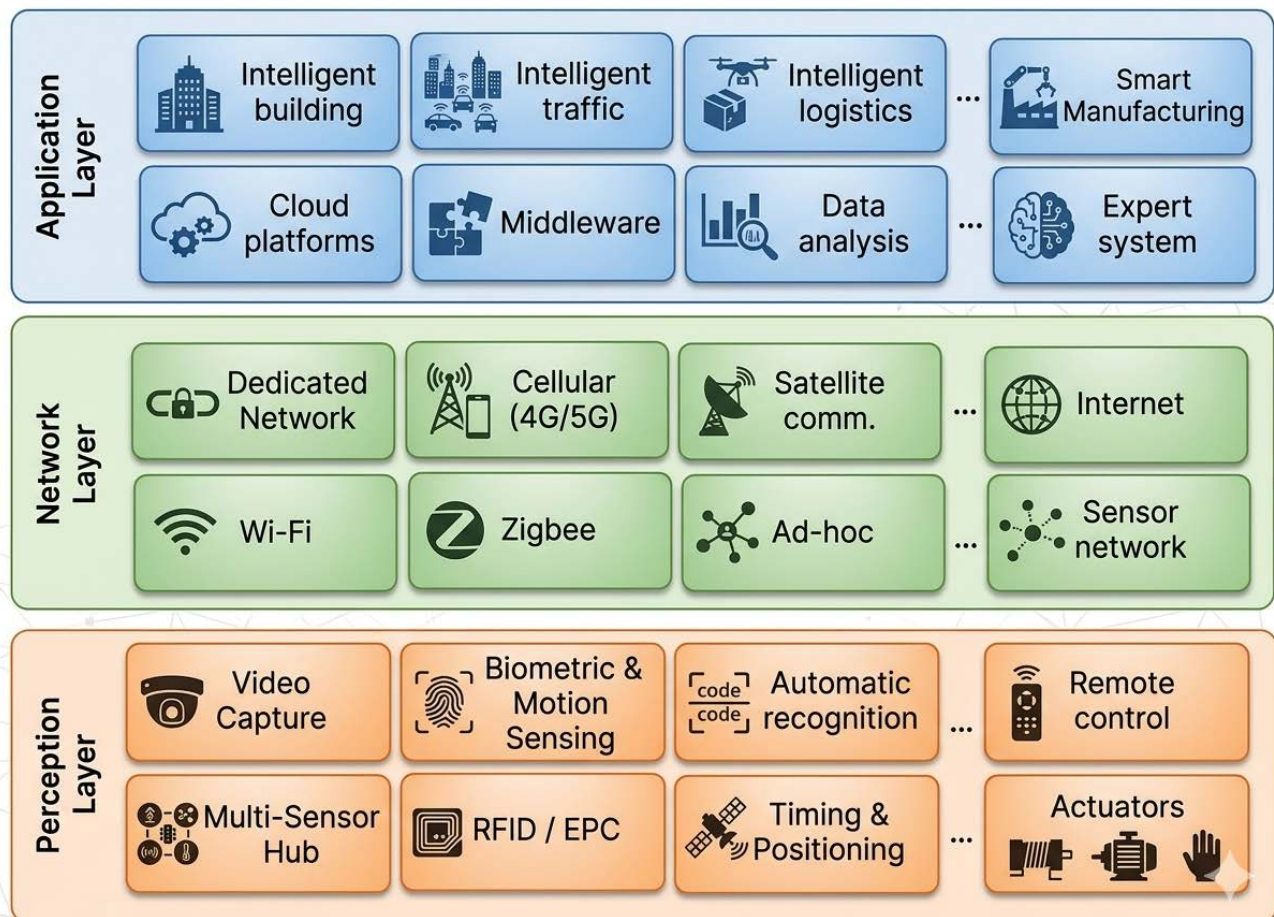 Application
Layer
Intelligent
building
Intelligent
traffic
Intelligent
logistics
...
Smart
Manufacturing
Cloud
platforms
Middleware
Data
analysis
...
Expert
system
Network
Layer
Dedicated
Network
Cellular
(4G/5G)
Satellite
comm.
...
Internet
Wi-Fi
Zigbee
Ad-hoc
...
Sensor
network
Perception
Layer
Video
Capture
Biometric &
Motion
Sensing
code
code
Automatic
recognition
...
Remote
control
Multi-Sensor
Hub
RFID / EPC
Timing &
Positioning
...
Actuators